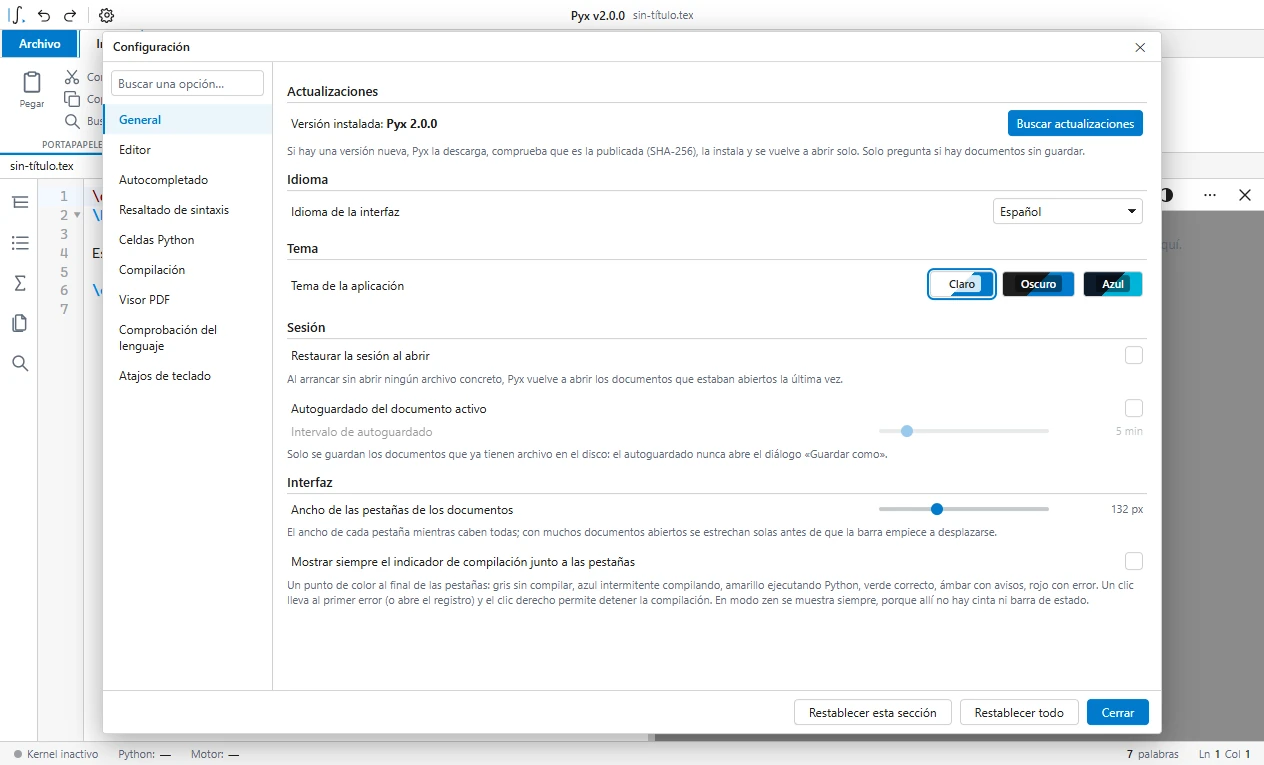 Pyx v2.0.0 sin-título.tex
Archivo
Pegar
PORTAPAPELE
sin-título.tex
1
2
3
4
5
6
7
Configuración
Buscar una opción...
General
Editor
Autocompletado
Resaltado de sintaxis
Celdas Python
Compilación
Visor PDF
Comprobación del
lenguaje
Atajos de teclado
Actualizaciones
Versión instalada: Pyx 2.0.0
Buscar actualizaciones
Si hay una versión nueva, Pyx la descarga, comprueba que es la publicada (SHA-256), la instala y se vuelve a abrir solo. Solo pregunta si hay documentos sin guardar.
Idioma
Idioma de la interfaz
Español
Tema
Tema de la aplicación
Claro
Oscuro
Azul
Sesión
Restaurar la sesión al abrir
Al arrancar sin abrir ningún archivo concreto, Pyx vuelve a abrir los documentos que estaban abiertos la última vez.
Autoguardado del documento activo
Intervalo de autoguardado
5 min
Solo se guardan los documentos que ya tienen archivo en el disco: el autoguardado nunca abre el diálogo «Guardar como».
Interfaz
Ancho de las pestañas de los documentos
132 px
El ancho de cada pestaña mientras caben todas; con muchos documentos abiertos se estrechan solas antes de que la barra empiece a desplazarse.
Mostrar siempre el indicador de compilación junto a las pestañas
Un punto de color al final de las pestañas: gris sin compilar, azul intermitente compilando, amarillo ejecutando Python, verde correcto, ámbar con avisos, rojo con error. Un clic
lleva al primer error (o abre el registro) y el clic derecho permite detener la compilación. En modo zen se muestra siempre, porque allí no hay cinta ni barra de estado.
Restablecer esta sección
Restablecer todo
Cerrar
quí.
Kernel inactivo
Python: —
Motor: —
7 palabras
Ln 1 Col 1